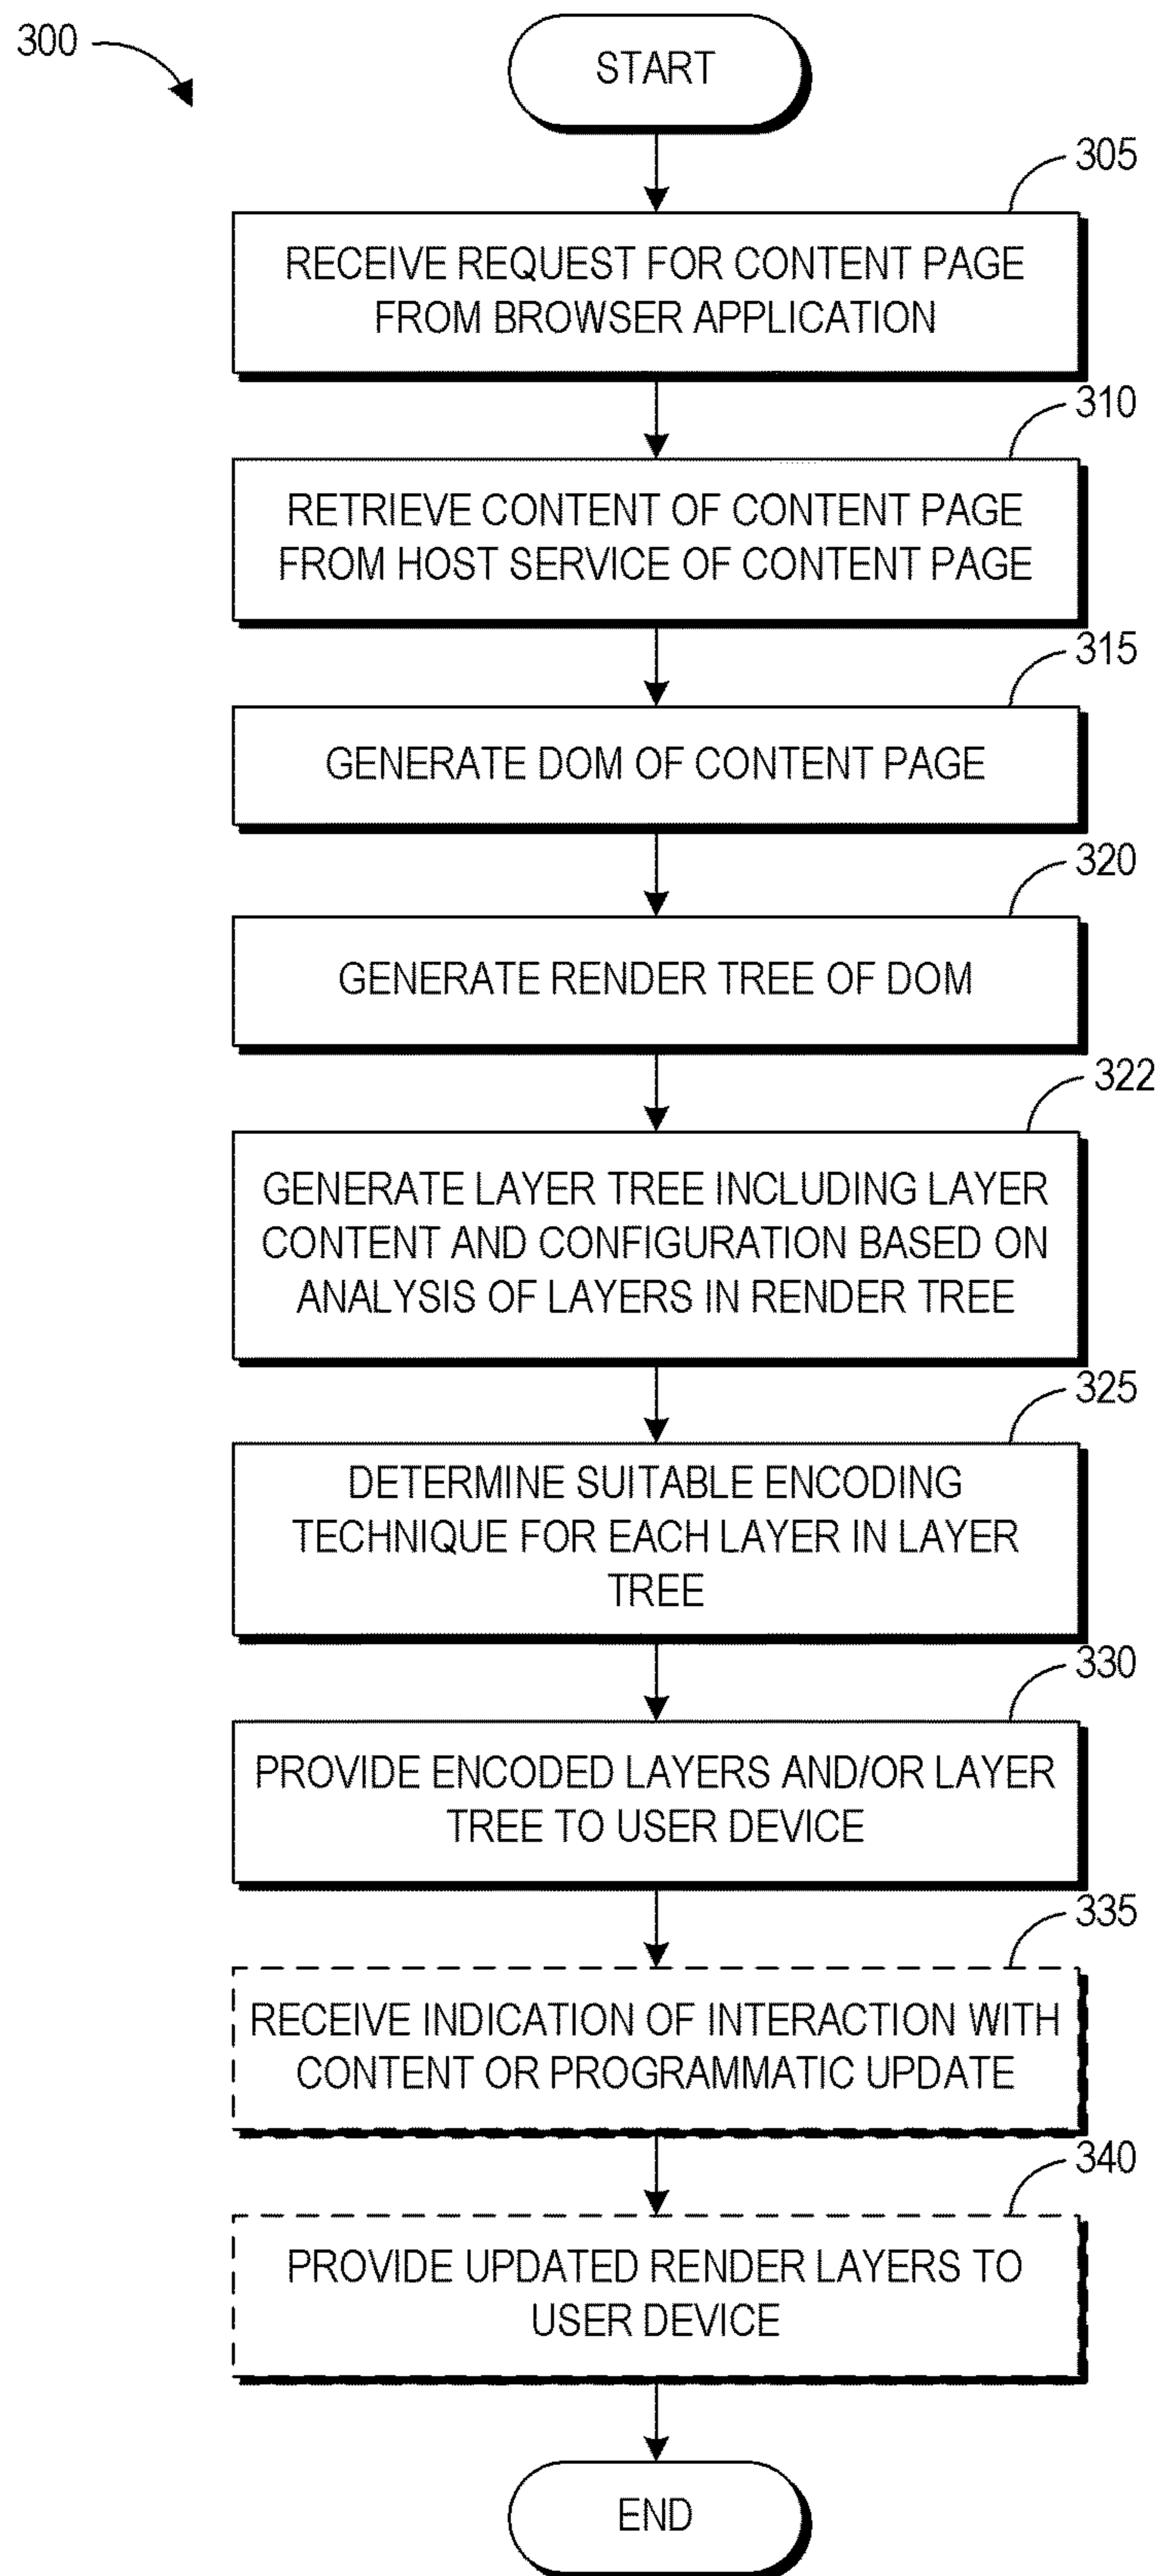 300
START
305
RECEIVE REQUEST FOR CONTENT PAGE
FROM BROWSER APPLICATION
310
RETRIEVE CONTENT OF CONTENT PAGE
FROM HOST SERVICE OF CONTENT PAGE
315
GENERATE DOM OF CONTENT PAGE
320
GENERATE RENDER TREE OF DOM
322
GENERATE LAYER TREE INCLUDING LAYER
CONTENT AND CONFIGURATION BASED ON
ANALYSIS OF LAYERS IN RENDER TREE
325
DETERMINE SUITABLE ENCODING
TECHNIQUE FOR EACH LAYER IN LAYER
TREE
330
PROVIDE ENCODED LAYERS AND/OR LAYER
TREE TO USER DEVICE
335
RECEIVE INDICATION OF INTERACTION WITH
CONTENT OR PROGRAMMATIC UPDATE
340
PROVIDE UPDATED RENDER LAYERS TO
USER DEVICE
END